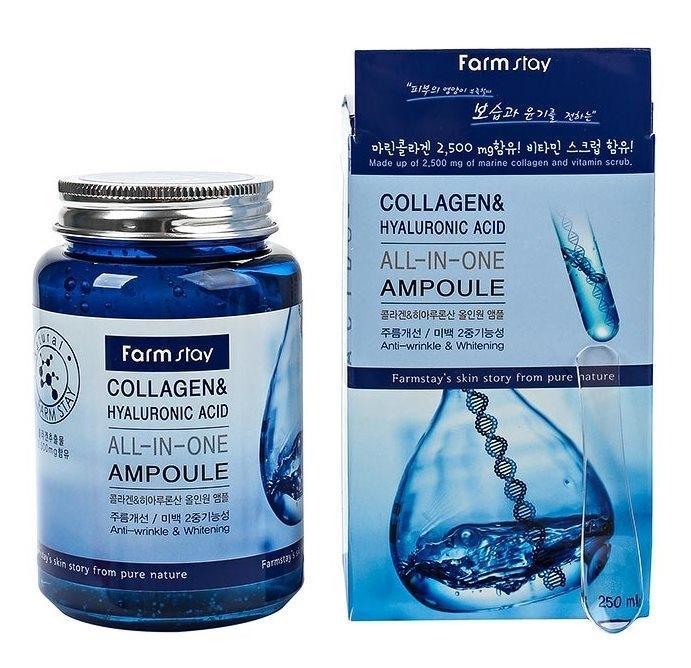 Farm stay
COLLAGEN&
HYALURONIC ACID
ALL-IN-ONE
AMPOULE
콜라겐&히아루론산 올인원 앰플
주름개선 / 미백 2중기능성
Anti-wrinkle & Whitening
Farmstay's skin story from pure nature
Farmstay's
FARM STAY
Farm stay
"피부의 영양이
보습과 윤기를 전하는"
마린콜라겐 2,500 mg함유! 비타민 스크럽 함유!
Made up of 2,500 mg of marine collagen and vitamin scrub.
COLLAGEN&
HYALURONIC ACID
ALL-IN-ONE
AMPOULE
콜라겐&히아루론산 올인원 앰플
주름개선 / 미백 2중기능성
Anti-wrinkle & Whitening
Farmstay's skin story from pure nature
250 ml